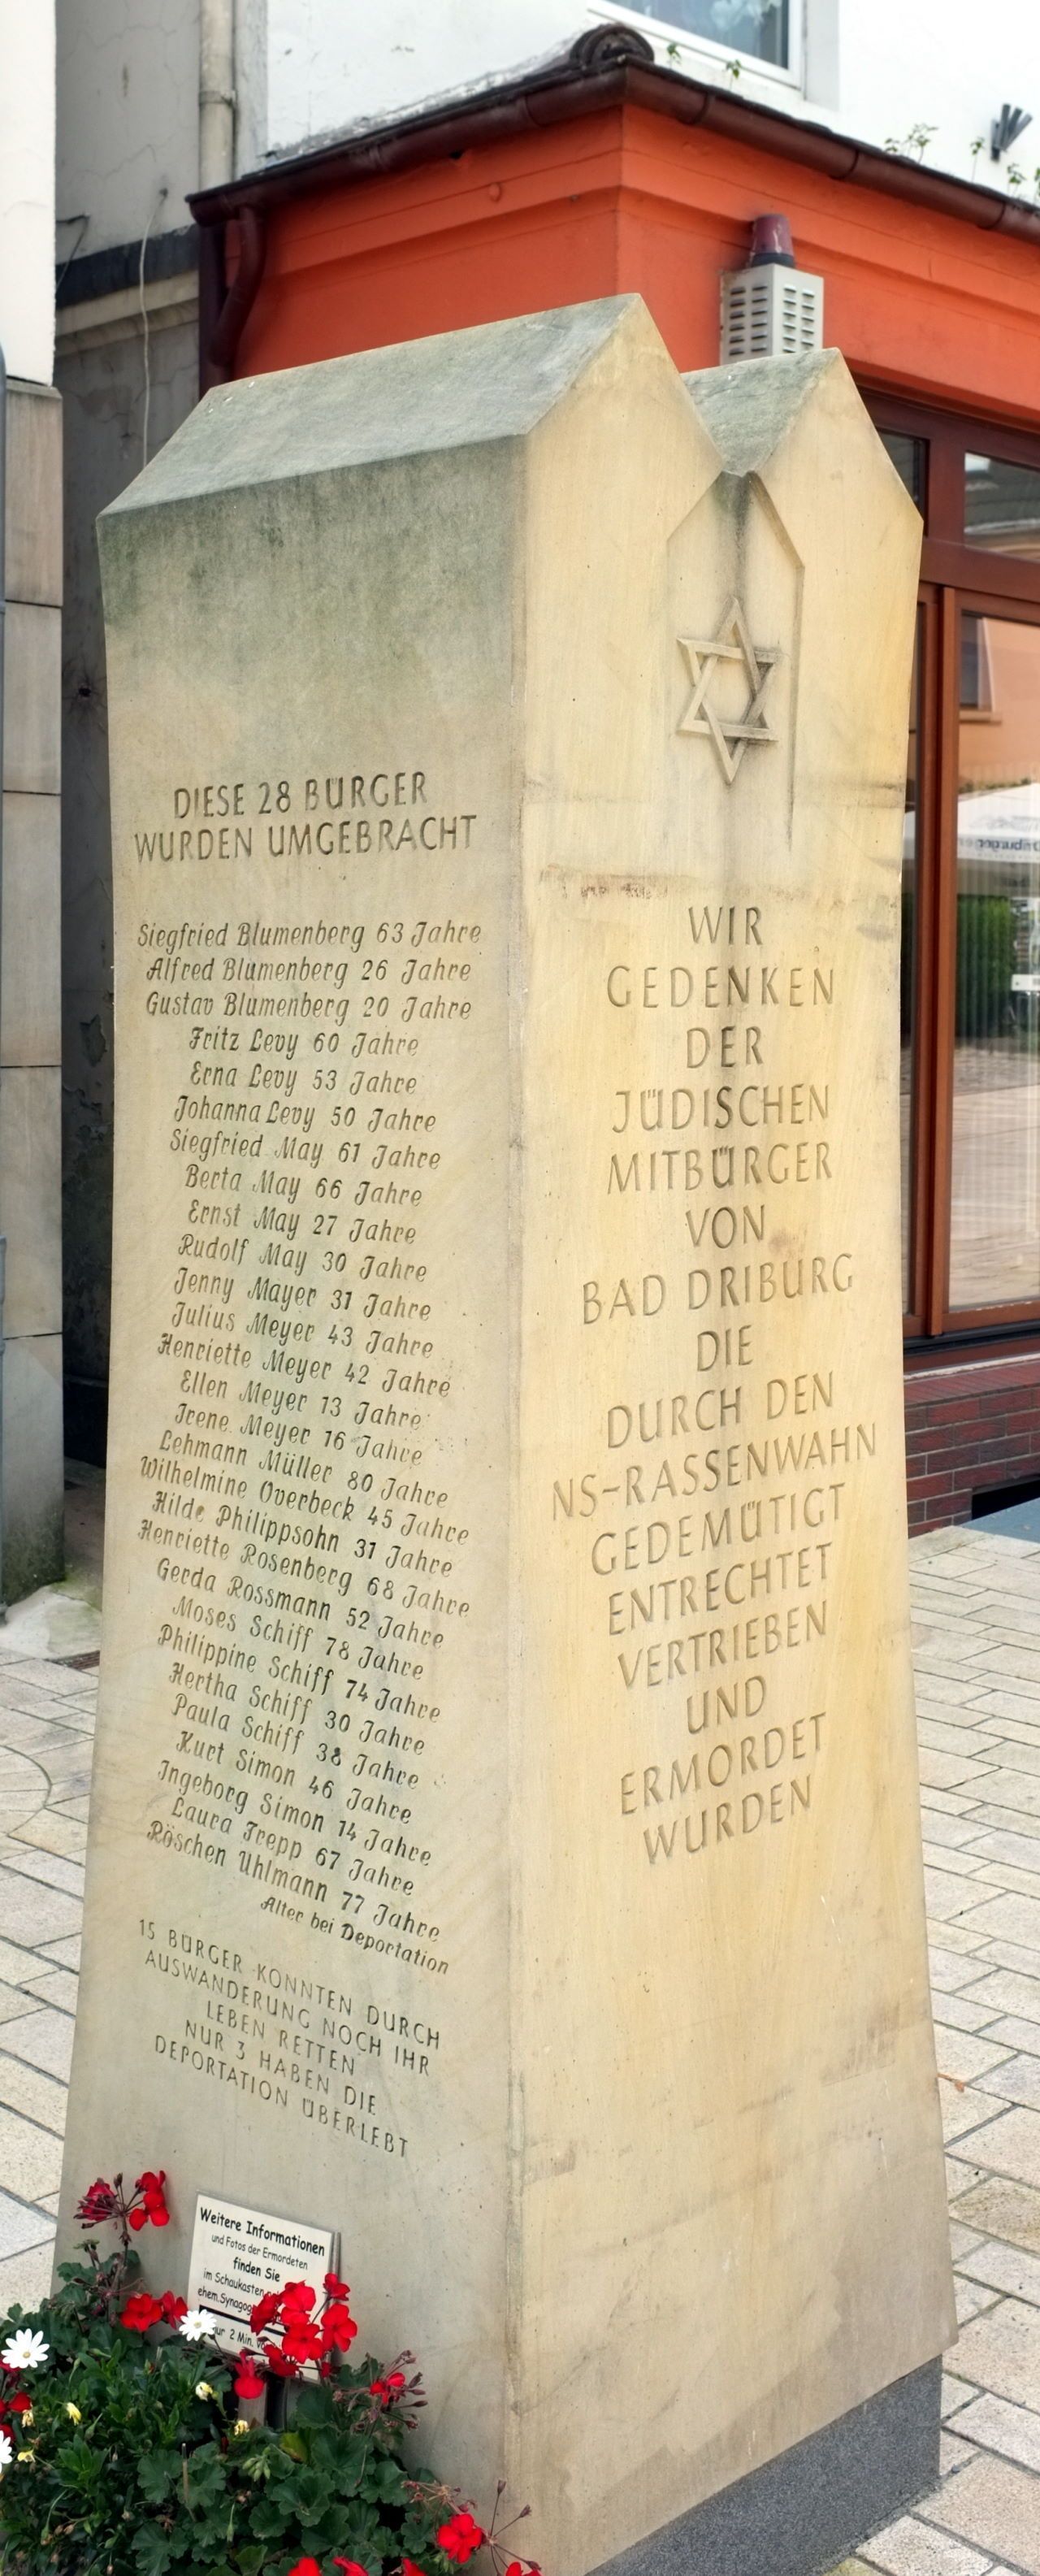 DIESE 28 BÜRGER
WURDEN UMGEBRACHT
Siegfried Blumenberg 63 Jahre
Alfred Blumenberg 26 Jahre
Gustav Blumenberg 20 Jahre
Fritz Levy 60 Jahre
Erna Levy 53 Jahre
Johanna Levy 50 Jahre
Siegfried May 61 Jahre
Berta May 66 Jahre
Ernst May 27 Jahre
Rudolf May 30 Jahre
Jenny Mayer 31 Jahre
Julius Meyer 43 Jahre
Henriette Meyer 42 Jahre
Ellen Meyer 13 Jahre
Irene Meyer 16 Jahre
Lehmann Müller 80 Jahre
Wilhelmine Overbeck 45 Jahre
Hilde Philippsohn 31 Jahre
Henriette Rosenberg 68 Jahre
Gerda Rossmann 52 Jahre
Moses Schiff 78 Jahre
Philippine Schiff 74 Jahre
Hertha Schiff 30 Jahre
Paula Schiff 38 Jahre
Kurt Simon 46 Jahre
Ingeborg Simon 14 Jahre
Laura Trepp 67 Jahre
Röschen Uhlmann 77 Jahre
Alter bei Deportation
15 BÜRGER KONNTEN DURCH
AUSWANDERUNG NOCH IHR
LEBEN RETTEN
NUR 3 HABEN DIE
DEPORTATION ÜBERLEBT
WIR
GEDENKEN
DER
JÜDISCHEN
MITBÜRGER
VON
BAD DRIBURG
DIE
DURCH DEN
NS-RASSENWAHN
GEDEMÜTIGT
ENTRECHTET
VERTRIEBEN
UND
ERMORDET
WURDEN
Weitere Informationen
und Fotos der Ermordeten
finden Sie
im Schaukasten
ehem. Synagoge
2 Min.